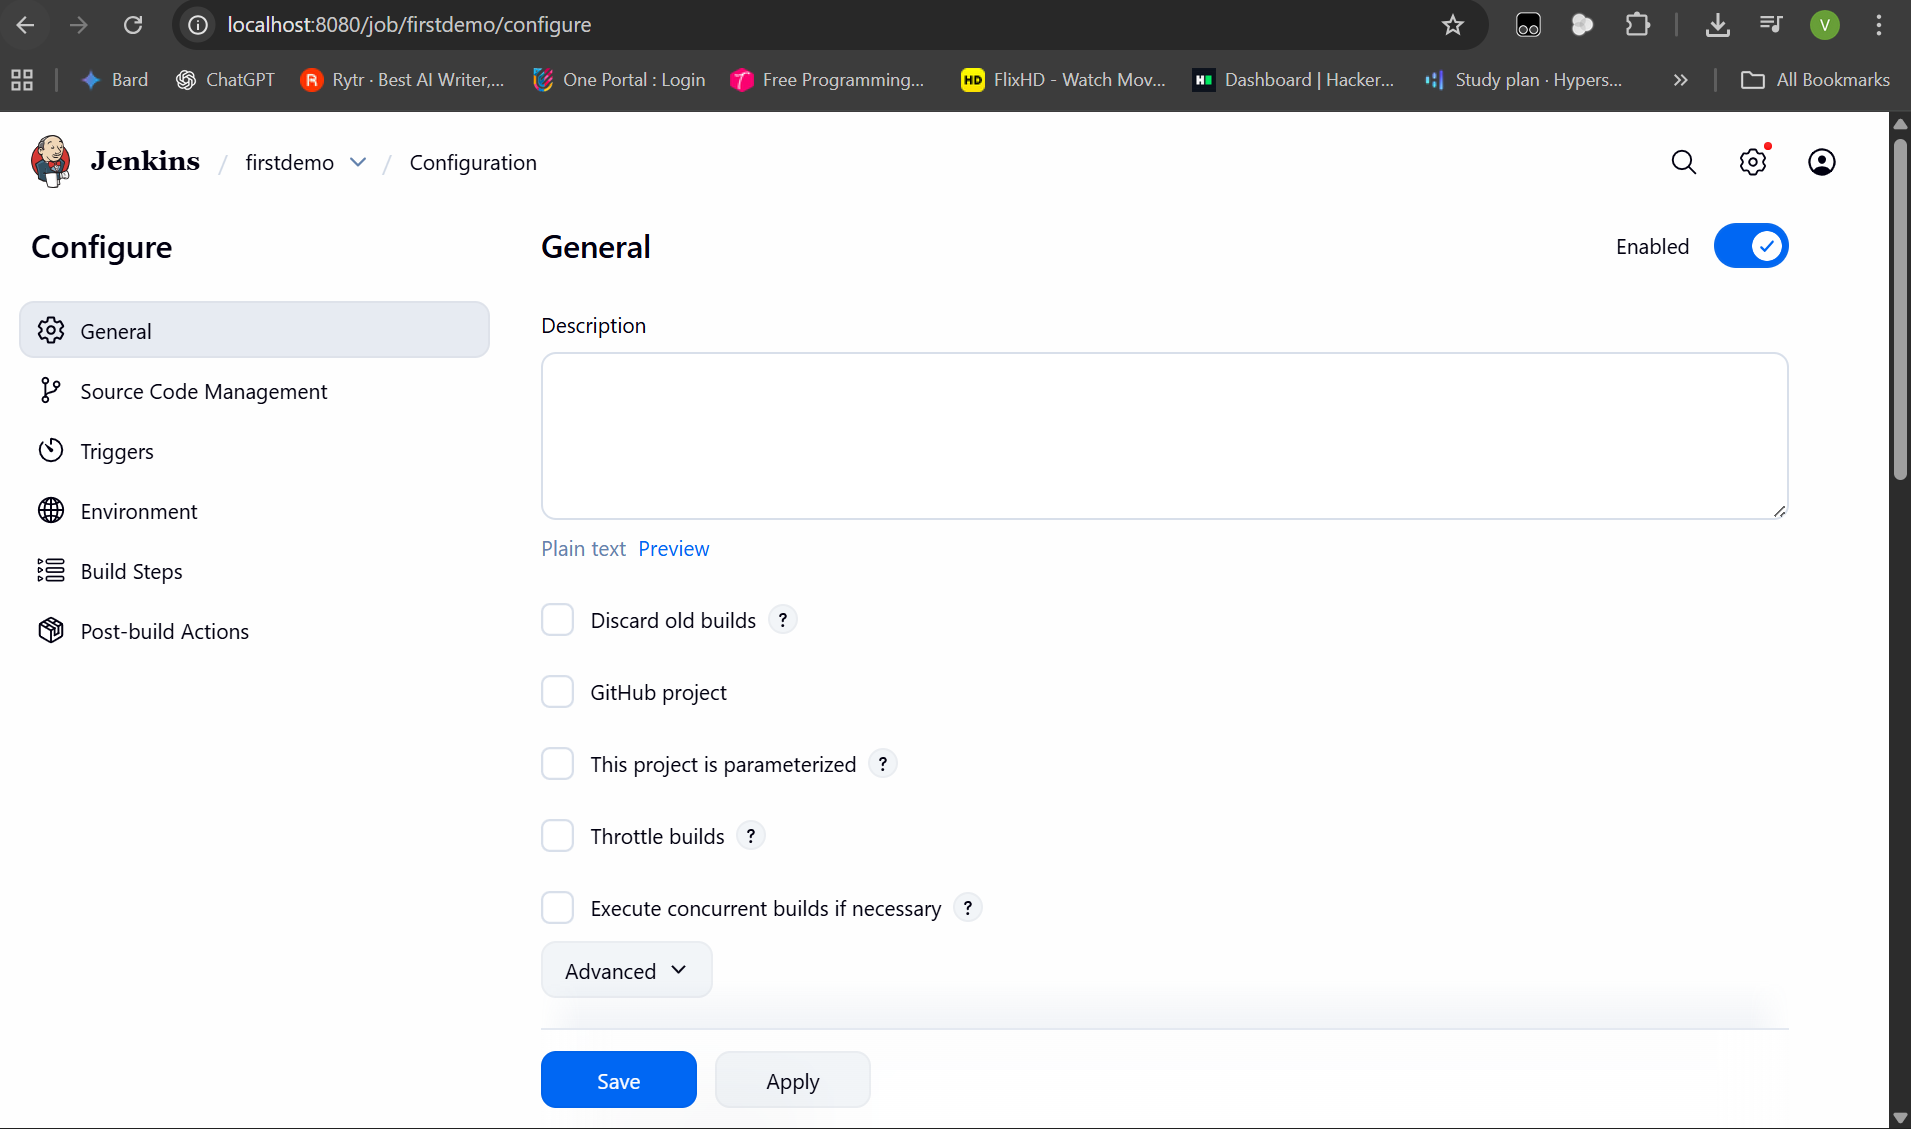 localhost:8080/job/firstdemo/configure
V
Bard ChatGPT Rytr · Best AI Writer,... One Portal : Login Free Programming... HD FlixHD - Watch Mov... Dashboard | Hacker... Study plan · Hypers... » All Bookmarks
Jenkins / firstdemo / Configuration
Configure
General
Source Code Management
Triggers
Environment
Build Steps
Post-build Actions
General
Enabled
Description
Plain text Preview
Discard old builds ?
GitHub project
This project is parameterized ?
Throttle builds ?
Execute concurrent builds if necessary ?
Advanced
Save Apply